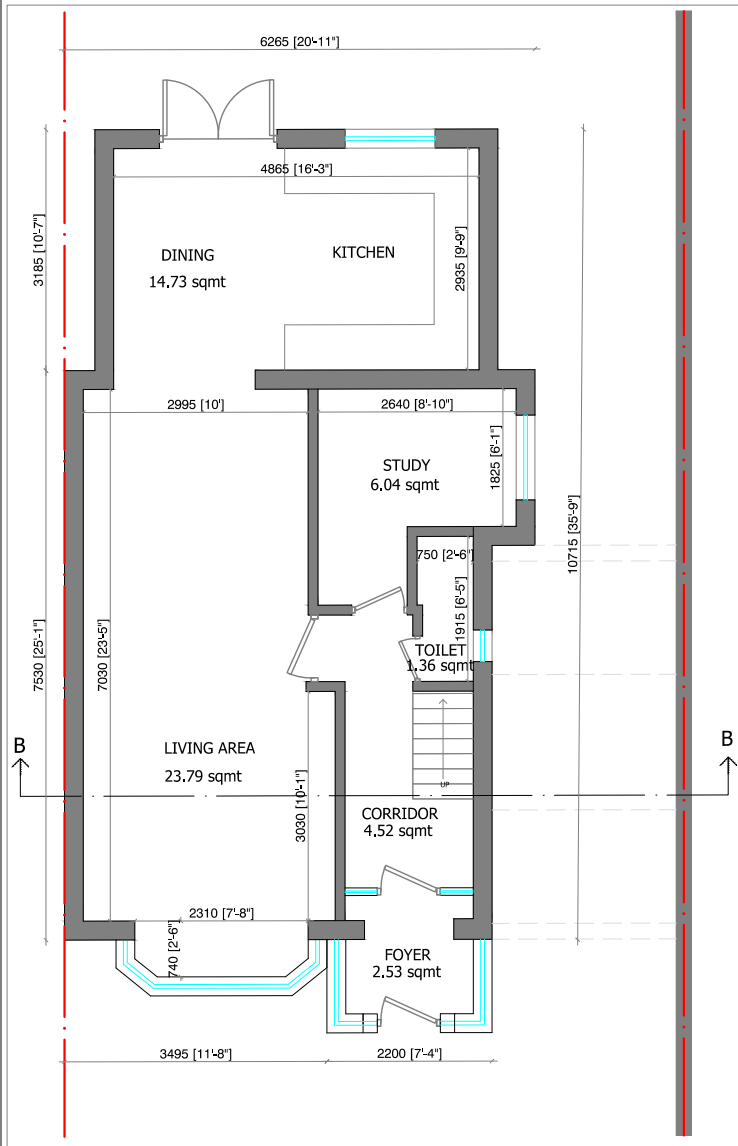 6265 [20'-11"]
4865 [16'-3"]
3185 [10'-7"]
DINING
14.73 sqmt
KITCHEN
2935 [9'-9"]
2995 [10']
2640 [8'-10"]
STUDY
6.04 sqmt
1825 [6'-1"]
10715 [35'-9"]
750 [2'-6"]
1915 [6'-5"]
TOILET
1.36 sqmt
7530 [25'-1"]
7030 [23'-5"]
B
LIVING AREA
23.79 sqmt
3030 [10'-1"]
UP
B
CORRIDOR
4.52 sqmt
2310 [7'-8"]
740 [2'-6"]
FOYER
2.53 sqmt
3495 [11'-8"]
2200 [7'-4"]